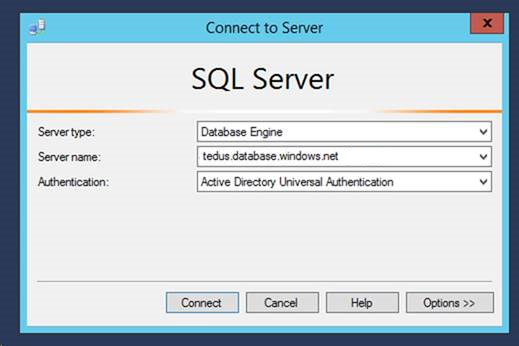 Connect to Server
x
SQL Server
Server type: Database Engine
Server name: tedus.database.windows.net
Authentication: Active Directory Universal Authentication
Connect Cancel Help Options >>